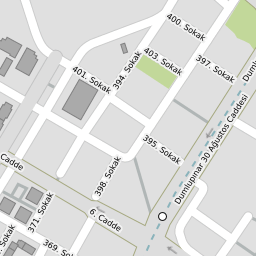 400. Sokak
403. Sokak
397. Sokak
394. Sokak
401. Sokak
Duml
395. Sokak
Dumlupınar 30 Ağustos Caddesi
398. Sokak
Cadde
6. Cadde
371. Sokak
369. Sokak